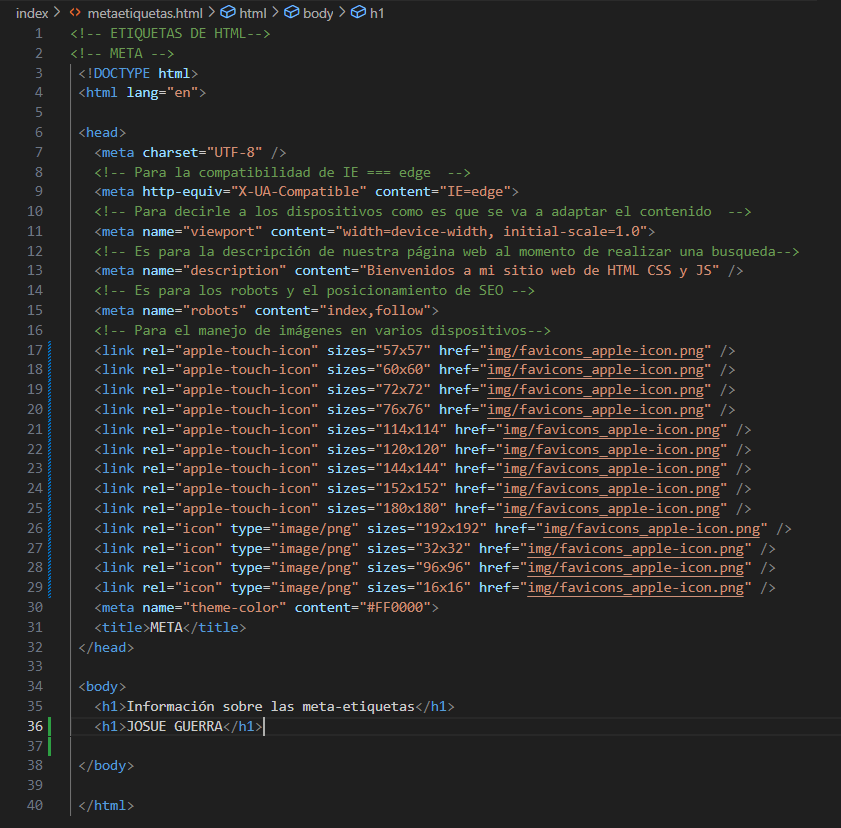 index > metaetiquetas.html > html > body > h1
1 <!-- ETIQUETAS DE HTML-->
2 <!-- META -->
3 <!DOCTYPE html>
4 <html lang="en">
5
6 <head>
7 <meta charset="UTF-8" />
8 <!-- Para la compatibilidad de IE === edge  -->
9 <meta http-equiv="X-UA-Compatible" content="IE=edge">
10 <!-- Para decirle a los dispositivos como es que se va a adaptar el contenido  -->
11 <meta name="viewport" content="width=device-width, initial-scale=1.0">
12 <!-- Es para la descripción de nuestra página web al momento de realizar una busqueda-->
13 <meta name="description" content="Bienvenidos a mi sitio web de HTML CSS y JS" />
14 <!-- Es para los robots y el posicionamiento de SEO -->
15 <meta name="robots" content="index,follow">
16 <!-- Para el manejo de imágenes en varios dispositivos-->
17 <link rel="apple-touch-icon" sizes="57x57" href="img/favicons_apple-icon.png" />
18 <link rel="apple-touch-icon" sizes="60x60" href="img/favicons_apple-icon.png" />
19 <link rel="apple-touch-icon" sizes="72x72" href="img/favicons_apple-icon.png" />
20 <link rel="apple-touch-icon" sizes="76x76" href="img/favicons_apple-icon.png" />
21 <link rel="apple-touch-icon" sizes="114x114" href="img/favicons_apple-icon.png" />
22 <link rel="apple-touch-icon" sizes="120x120" href="img/favicons_apple-icon.png" />
23 <link rel="apple-touch-icon" sizes="144x144" href="img/favicons_apple-icon.png" />
24 <link rel="apple-touch-icon" sizes="152x152" href="img/favicons_apple-icon.png" />
25 <link rel="apple-touch-icon" sizes="180x180" href="img/favicons_apple-icon.png" />
26 <link rel="icon" type="image/png" sizes="192x192" href="img/favicons_apple-icon.png" />
27 <link rel="icon" type="image/png" sizes="32x32" href="img/favicons_apple-icon.png" />
28 <link rel="icon" type="image/png" sizes="96x96" href="img/favicons_apple-icon.png" />
29 <link rel="icon" type="image/png" sizes="16x16" href="img/favicons_apple-icon.png" />
30 <meta name="theme-color" content="#FF0000">
31 <title>META</title>
32 </head>
33
34 <body>
35 <h1>Información sobre las meta-etiquetas</h1>
36 <h1>JOSUE GUERRA</h1>
37
38 </body>
39
40 </html>